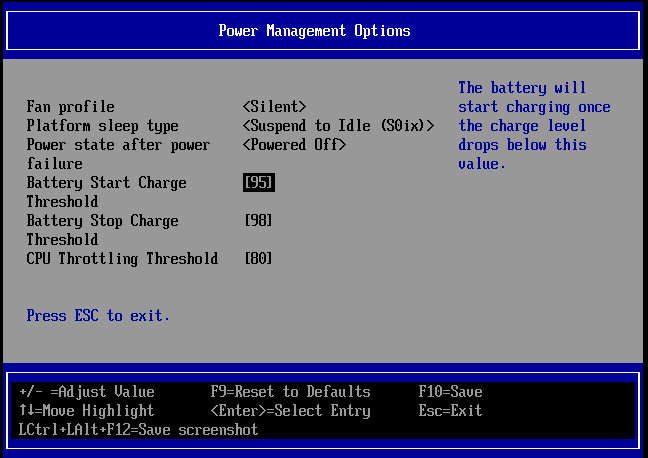 Power Management Options
Fan profile <Silent>
Platform sleep type <Suspend to Idle (S0ix)>
Power state after power <Powered Off>
failure
Battery Start Charge [95]
Threshold
Battery Stop Charge [98]
Threshold
CPU Throttling Threshold [80]
The battery will
start charging once
the charge level
drops below this
value.
Press ESC to exit.
+/- =Adjust Value F9=Reset to Defaults F10=Save
↑↓=Move Highlight <Enter>=Select Entry Esc=Exit
LCtrl+LAlt+F12=Save screenshot